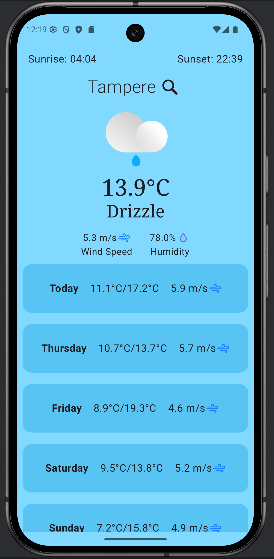 12:19
Sunrise: 04:04 Sunset: 22:39
Tampere
13.9°C
Drizzle
5.3 m/s 78.0%
Wind Speed Humidity
Today 11.1°C/17.2°C 5.9 m/s
Thursday 10.7°C/13.7°C 5.7 m/s
Friday 8.9°C/19.3°C 4.6 m/s
Saturday 9.5°C/13.8°C 5.2 m/s
Sunday 7.2°C/15.8°C 4.9 m/s